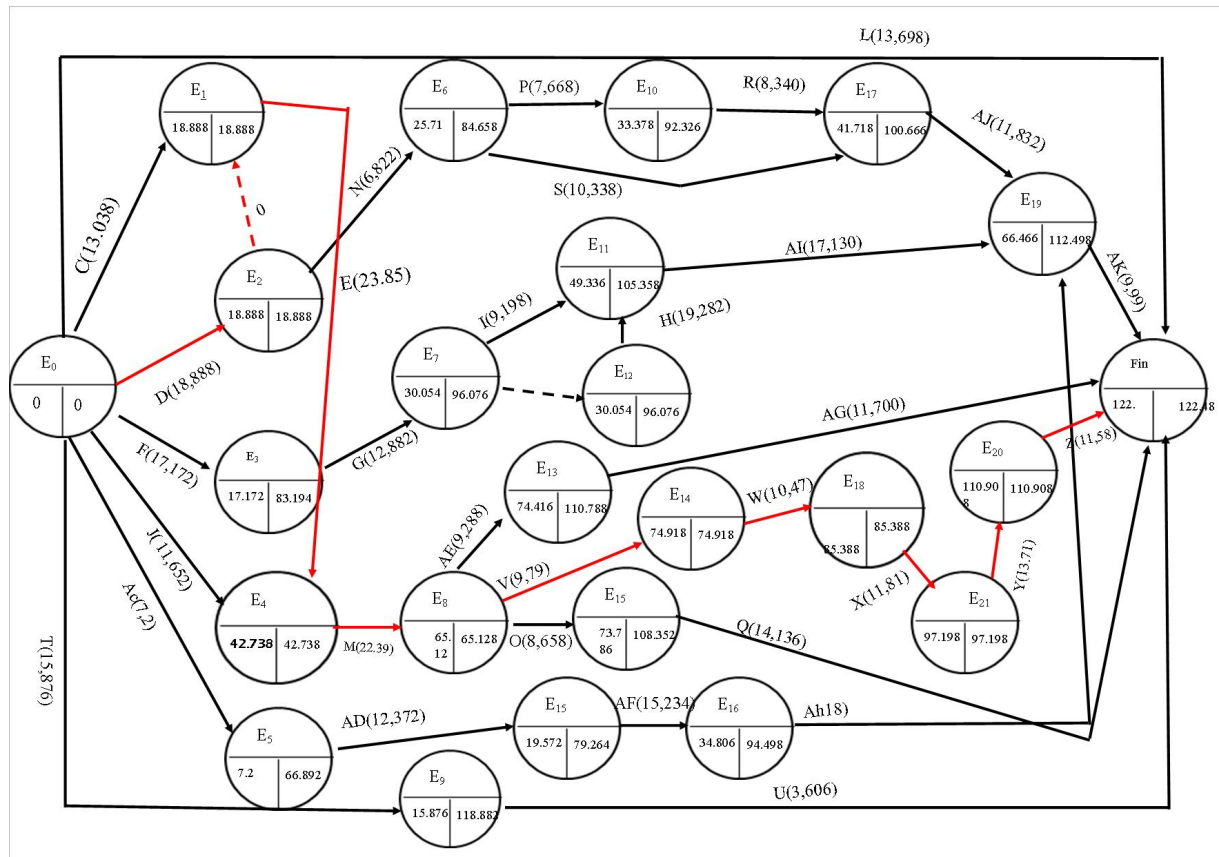 L(13,698)
E1
18.888 18.888
E6
25.71 84.658
P(7,668)
E10
33.378 92.326
R(8,340)
E17
41.718 100.666
AJ(11,832)
N(6,822)
S(10,338)
C(13.038)
0
E2
18.888 18.888
E(23.85)
E11
49.336 105.358
AI(17,130)
E19
66.466 112.498
AK(9,99)
I(9,198)
H(19,282)
E0
0 0
D(18,888)
E7
30.054 96.076
E12
30.054 96.076
Fin
122. 122.48
AG(11,700)
F(17,172)
G(12,882)
E3
17.172 83.194
E13
74.416 110.788
E20
110.90
8
110.908
Z(11,58)
E14
74.918 74.918
W(10,47)
E18
85.388
85.388
J(11,652)
AE(9,288)
V(9,79)
X(11,81)
Y(13.71)
Ac(7,2)
E4
42.738 42.738
M(22.39)
E8
65.
12
65.128
O(8,658)
E15
73.7
86
108.352
Q(14,136)
E21
97.198 97.198
T(15,876)
E5
7.2 66.892
AD(12,372)
E15
19.572 79.264
AF(15,234)
E16
34.806 94.498
Ah18)
E9
15.876 118.882
U(3,606)